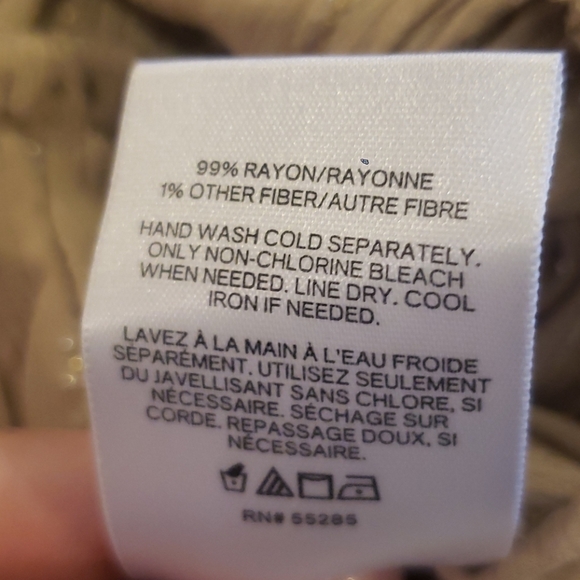 99% RAYON/RAYONNE
1% OTHER FIBER/AUTRE FIBRE
HAND WASH COLD SEPARATELY.
ONLY NON-CHLORINE BLEACH
WHEN NEEDED. LINE DRY. COOL
IRON IF NEEDED.
LAVEZ À LA MAIN À L'EAU FROIDE
SÉPARÉMENT. UTILISEZ SEULEMENT
DU JAVELLISANT SANS CHLORE, SI
NÉCESSAIRE. SÉCHAGE SUR
CORDE. REPASSAGE DOUX, SI
NÉCESSAIRE.
RN# 55285